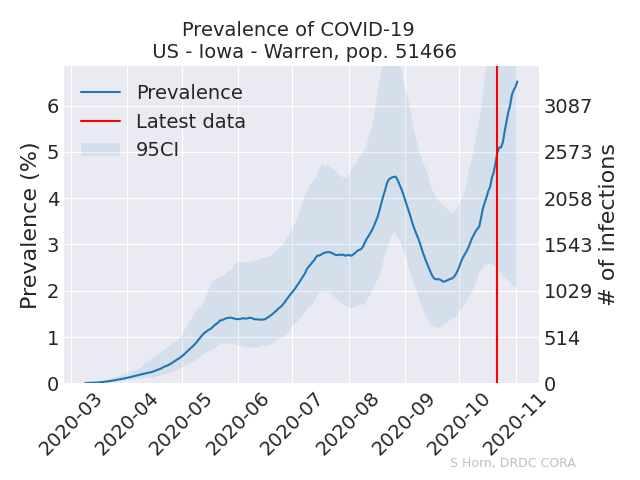 Prevalence of COVID-19
US - Iowa - Warren, pop. 51466
Prevalence
Latest data
95CI
Prevalence (%)
6
5
4
3
2
1
0
3087
2573
2058
1543
1029
514
0
# of infections
2020-03
2020-04
2020-05
2020-06
2020-07
2020-08
2020-09
2020-10
2020-11
S Horn, DRDC CORA